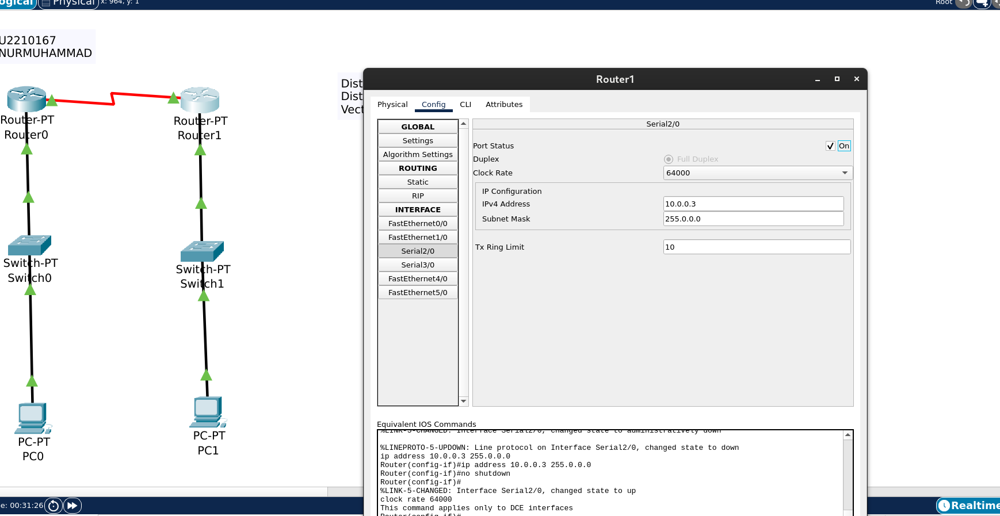 ogical
Physical
x: 964, y: 1
Root
U2210167
NURMUHAMMAD
Router-PT
Router0
Router-PT
Router1
Switch-PT
Switch0
Switch-PT
Switch1
PC-PT
PC0
PC-PT
PC1
Dist
Dist
Vect
Router1
Physical
Config
CLI
Attributes
GLOBAL
Settings
Algorithm Settings
ROUTING
Static
RIP
INTERFACE
FastEthernet0/0
FastEthernet1/0
Serial2/0
Serial3/0
FastEthernet4/0
FastEthernet5/0
Serial2/0
Port Status
On
Duplex
Full Duplex
Clock Rate
64000
IP Configuration
IPv4 Address
10.0.0.3
Subnet Mask
255.0.0.0
Tx Ring Limit
10
Equivalent IOS Commands
%LINK-5-CHANGED: Interface Serial2/0, changed state to administratively down
%LINEPROTO-5-UPDOWN: Line protocol on Interface Serial2/0, changed state to down
ip address 10.0.0.3 255.0.0.0
Router(config-if)#ip address 10.0.0.3 255.0.0.0
Router(config-if)#no shutdown
Router(config-if)#
%LINK-5-CHANGED: Interface Serial2/0, changed state to up
clock rate 64000
This command applies only to DCE interfaces
Router(config-if)#
e: 00:31:26
Realtime